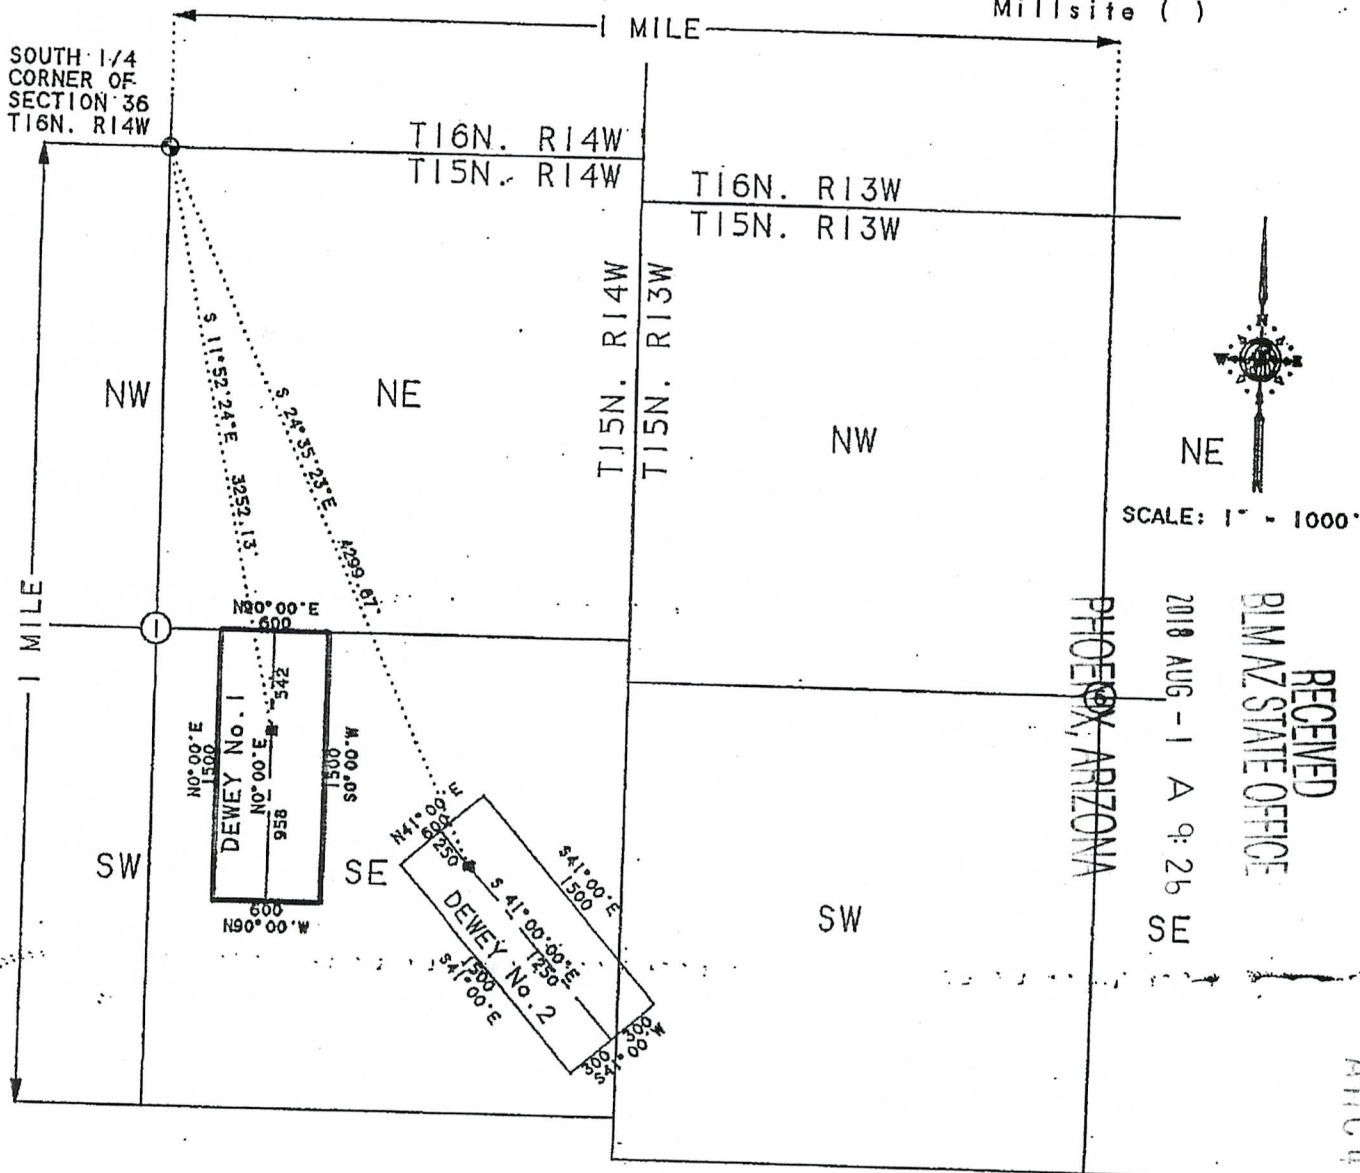 Millsite ( )
1 MILE
SOUTH 1/4
CORNER OF
SECTION 36
T16N. R14W
T16N. R14W
T15N. R14W
T16N. R13W
T15N. R13W
T15N. R14W
T15N. R13W
NW
NE
NW
NE
N
W
E
S
SCALE: 1" = 1000'
S 11°52'24"E 3252.13'
S 24°35'23"E 4299.67'
1 MILE
1
N90°00'E
600
542
DEWEY No. 1
N0°00'E
958
N0°00'E
1500
1500
S0°00'W
600
N90°00'W
SW
SE
N41°00'E
600
250
S 41°00'00"E
1250
DEWEY No. 2
S41°00'E
1500
1500
S41°00'E
300 300
S41°00'W
SW
SE
6
RECEIVED
BLM AZ STATE OFFICE
2018 AUG -1 A 9:26
PHOENIX, ARIZONA